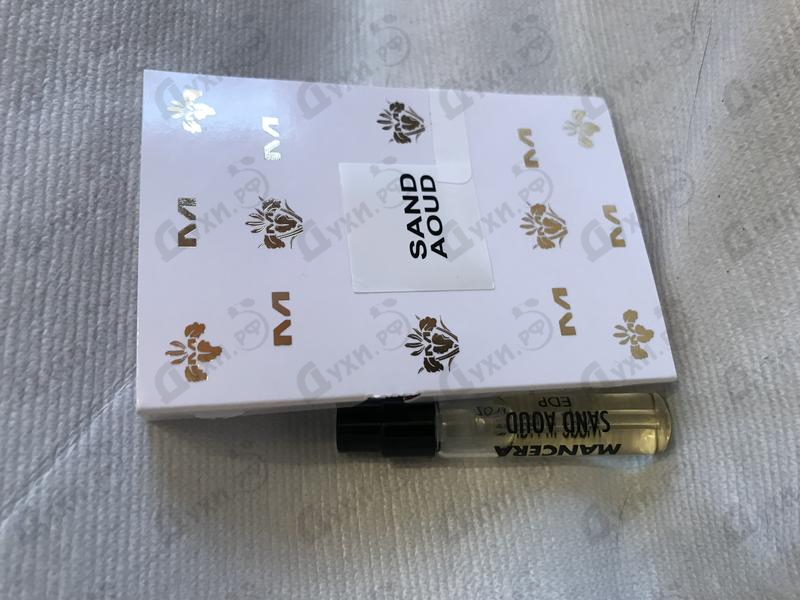 SAND
AOUD
MANCERA
SAND AOUD
EDP
Духи.РФ